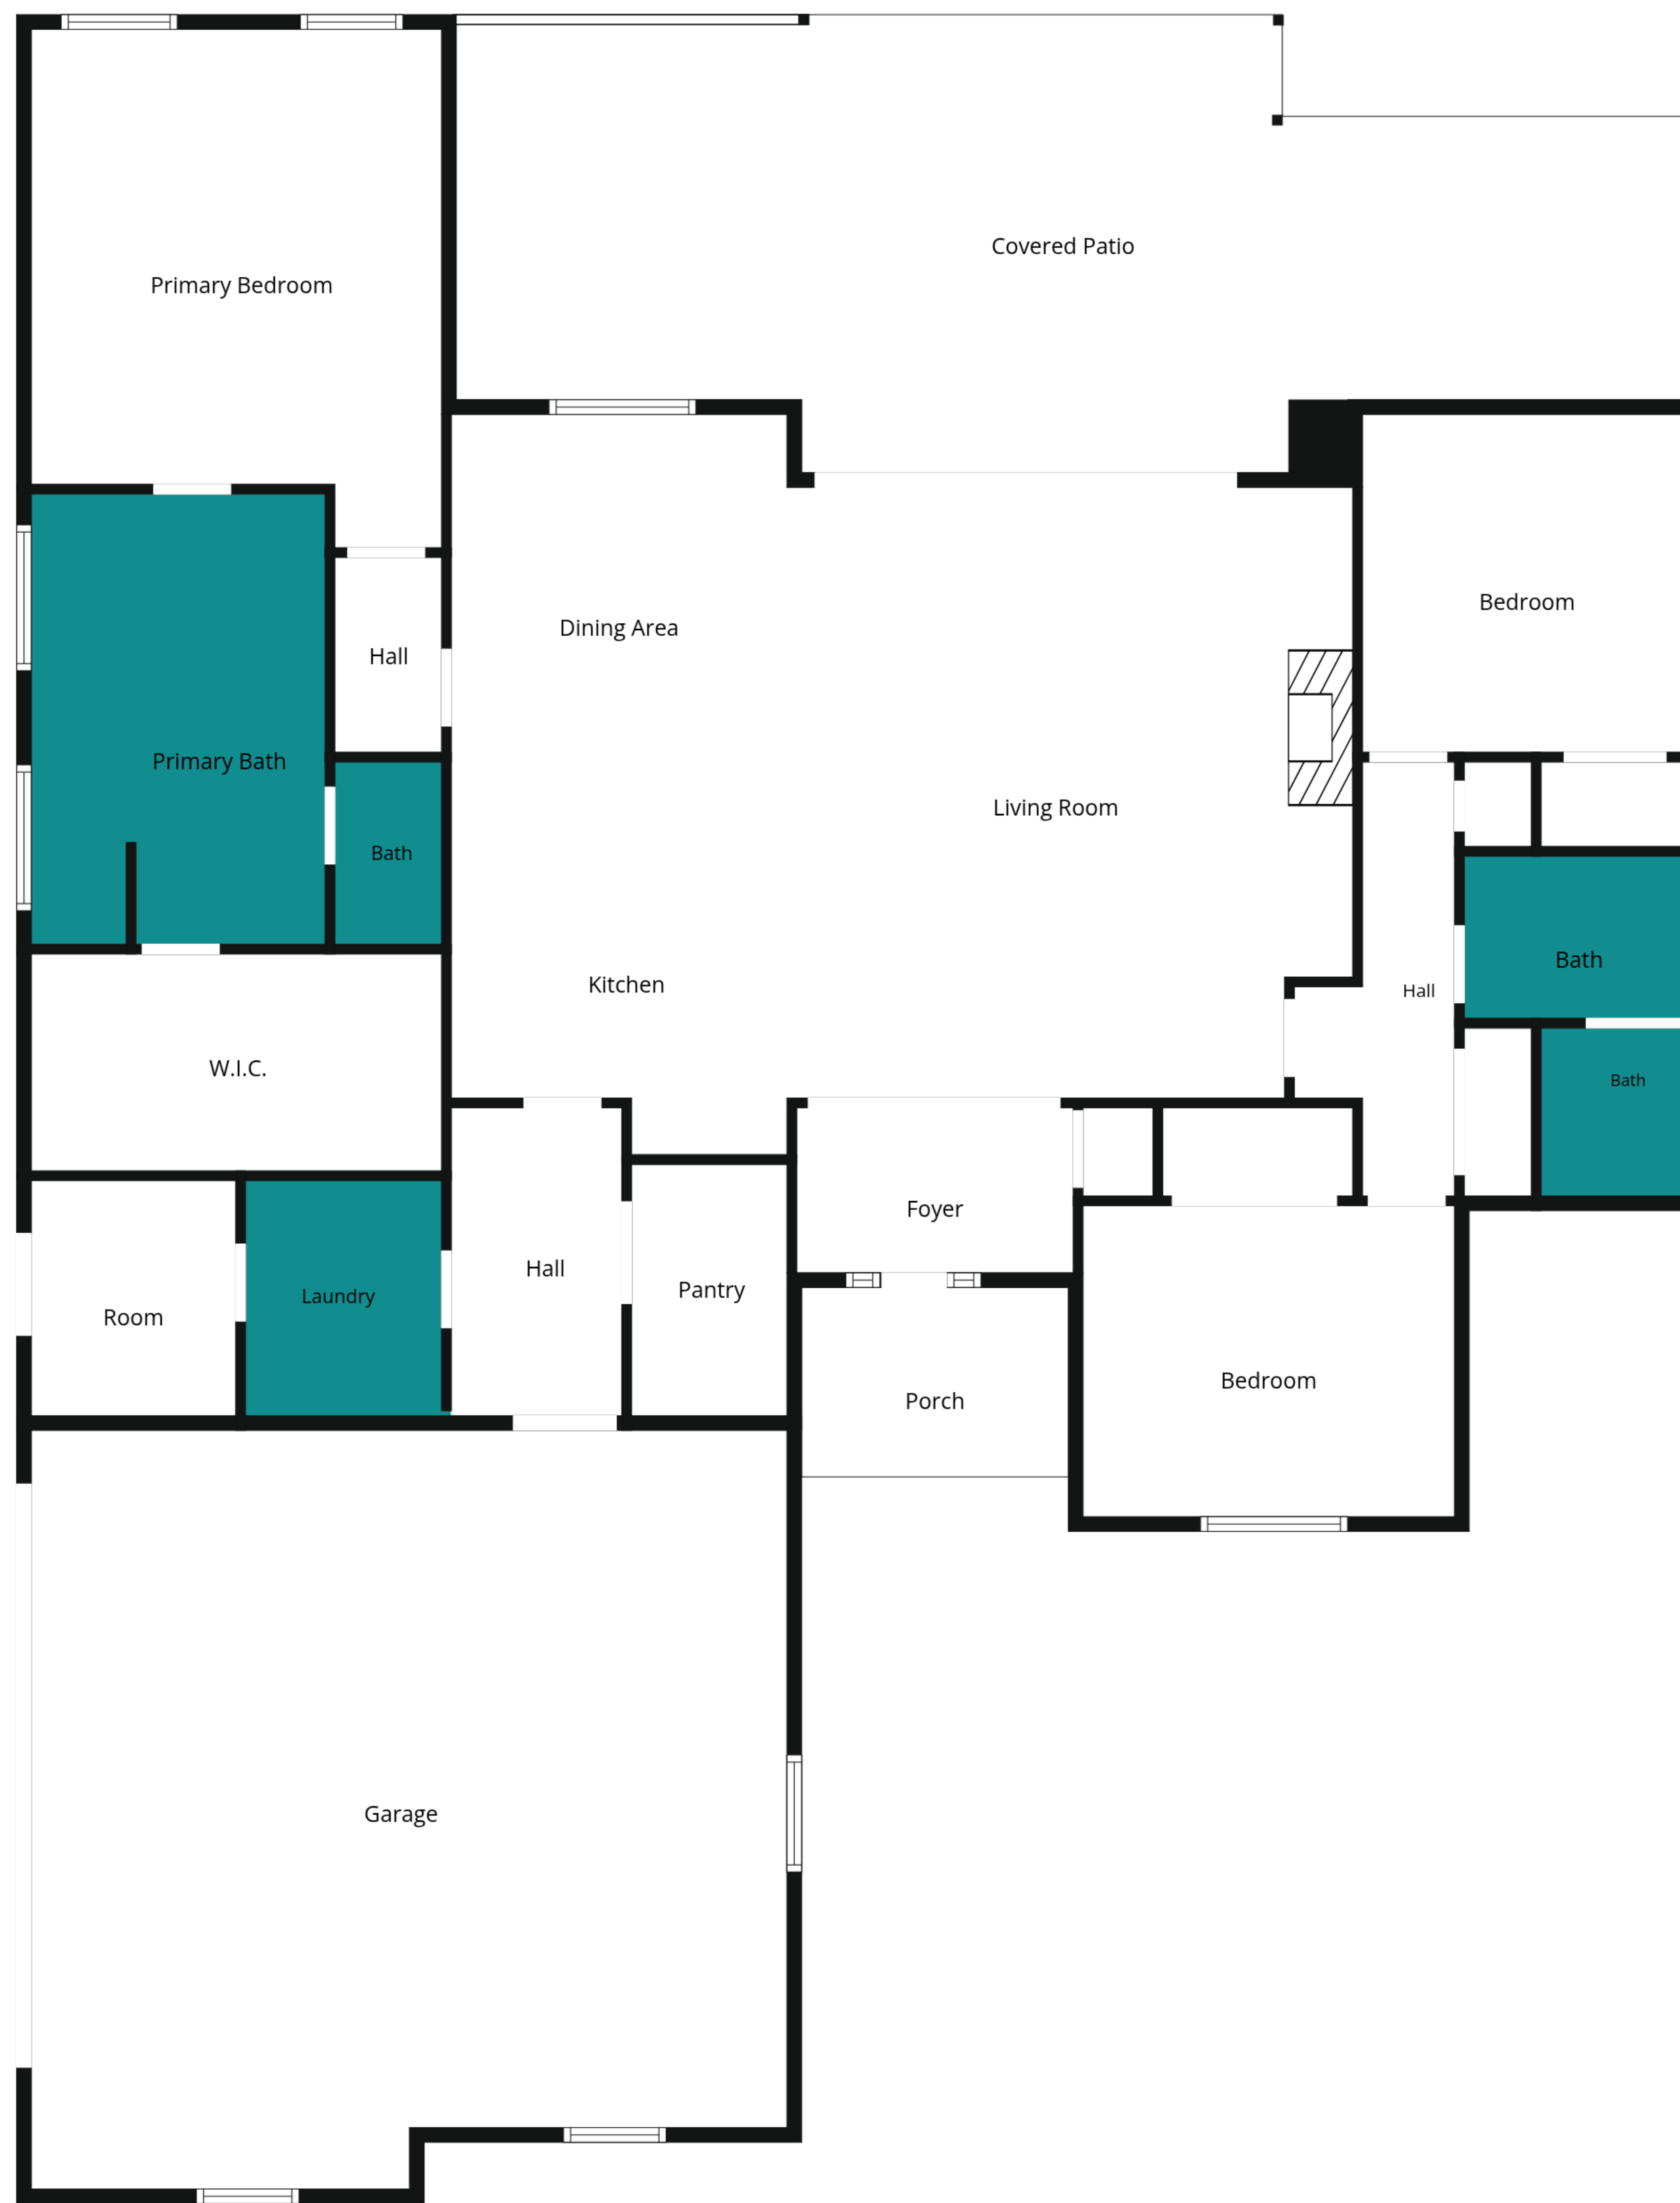 Covered Patio
Primary Bedroom
Bedroom
Dining Area
Hall
Primary Bath
Living Room
Bath
Bath
Kitchen
Hall
W.I.C.
Bath
Foyer
Hall
Pantry
Laundry
Room
Bedroom
Porch
Garage